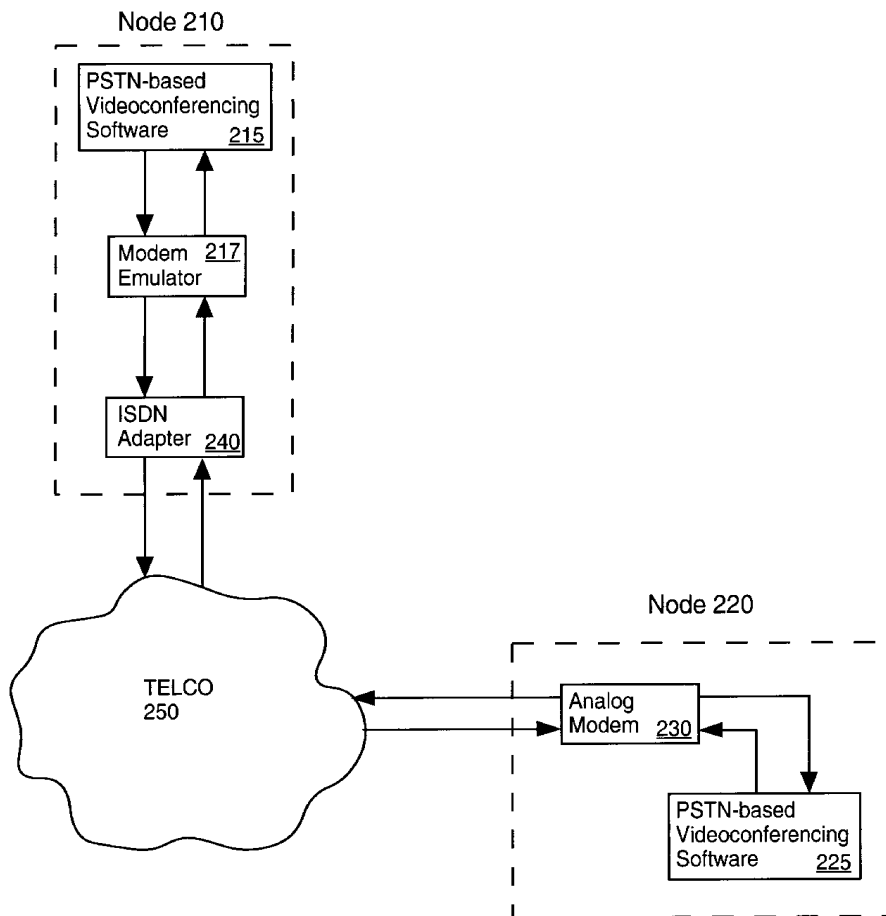 Node 210
PSTN-based
Videoconferencing
Software 215
Modem 217
Emulator
ISDN
Adapter 240
TELCO
250
Node 220
Analog
Modem 230
PSTN-based
Videoconferencing
Software 225